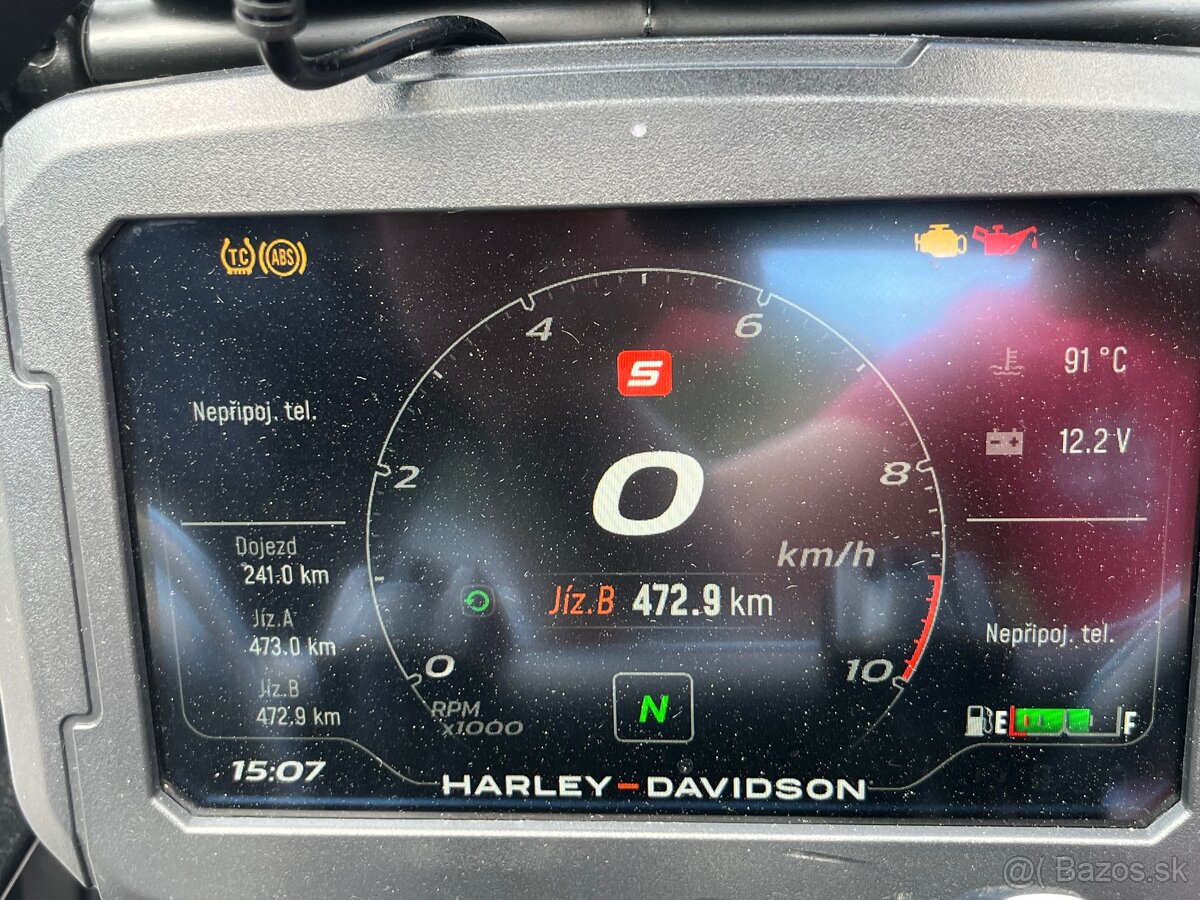 TC ABS
4
6
S
91 °C
Nepřipoj. tel.
12.2 V
2
8
0
km/h
Dojezd
241.0 km
Jíz.B 472.9 km
Jíz.A
473.0 km
Nepřipoj. tel.
0
10
Jíz.B
472.9 km
RPM
x1000
N
E F
15:07
HARLEY-DAVIDSON
@( Bazos.sk